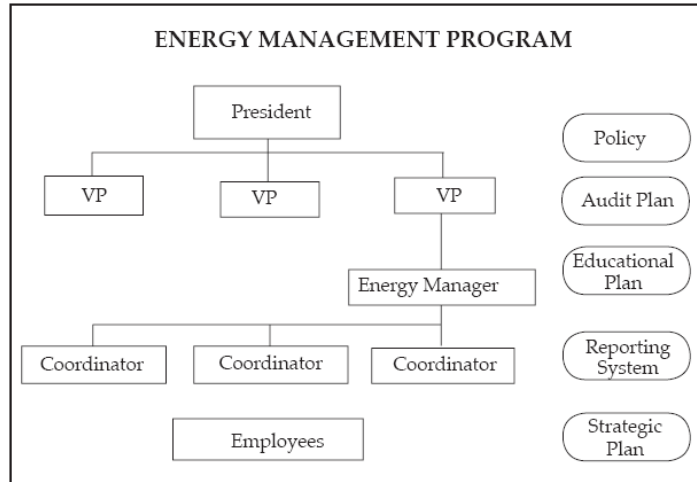 ENERGY MANAGEMENT PROGRAM
President
Policy
VP
VP
VP
Audit Plan
Educational
Plan
Energy Manager
Coordinator
Coordinator
Coordinator
Reporting
System
Employees
Strategic
Plan